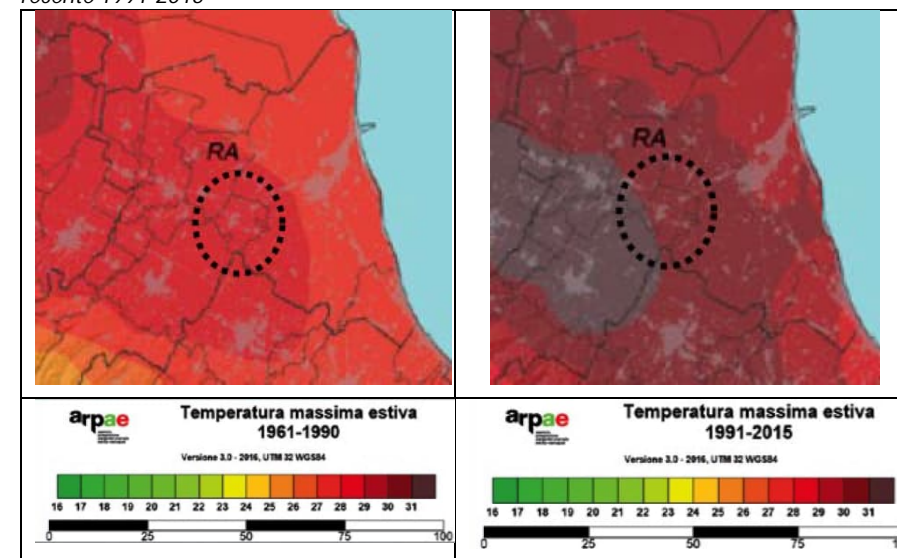 RA
RA
arpae
Temperatura massima estiva
1961-1990
Versione 3.0 - 2016, UTM 32 WGS84
16 17 18 19 20 21 22 23 24 25 26 27 28 29 30 31
0 25 50 75 100
arpae
Temperatura massima estiva
1991-2015
Versione 3.0 - 2016, UTM 32 WGS84
16 17 18 19 20 21 22 23 24 25 26 27 28 29 30 31
0 25 50 75